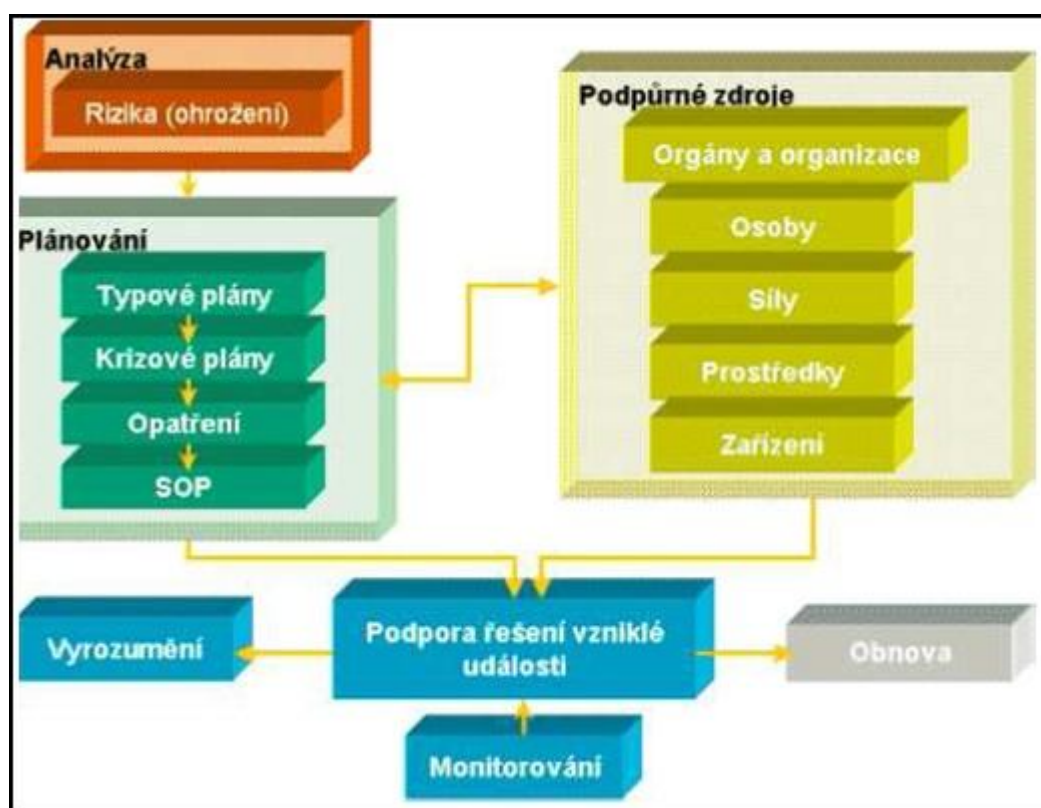 Analýza
Rizika (ohrožení)
Plánování
Typové plány
Krizové plány
Opatření
SOP
Podpůrné zdroje
Orgány a organizace
Osoby
Síly
Prostředky
Zařízení
Vyrozumění
Podpora řešení vzniklé
události
Obnova
Monitorování